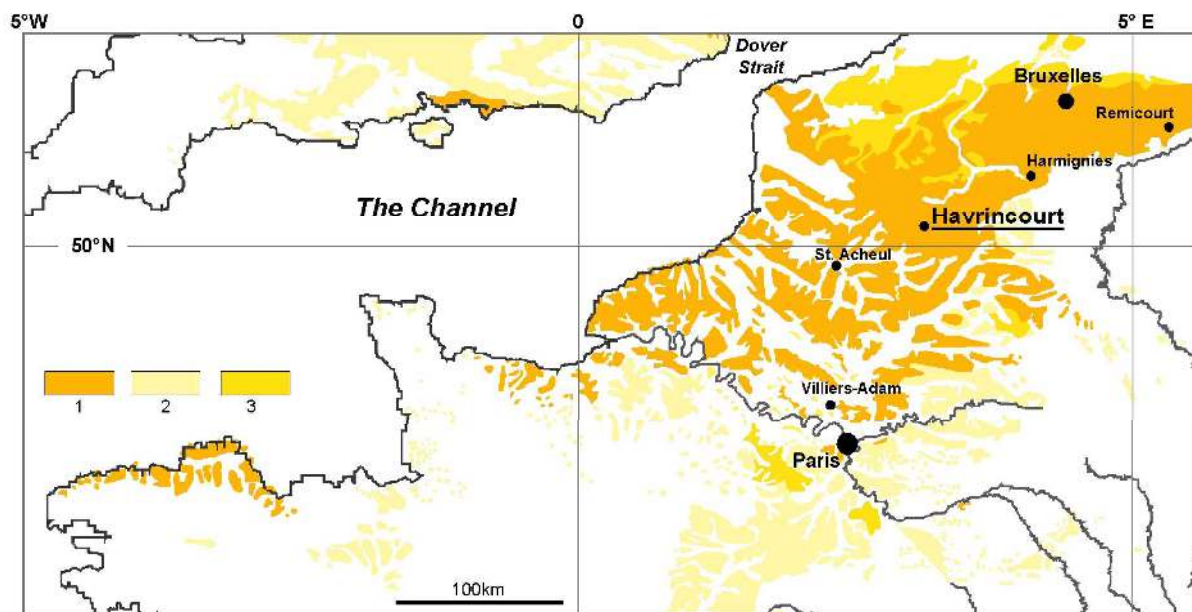 5°W
0
5° E
Dover
Strait
Bruxelles
Remicourt
Harmignies
The Channel
Havrincourt
50°N
St. Acheul
1
2
3
Villiers-Adam
Paris
100km